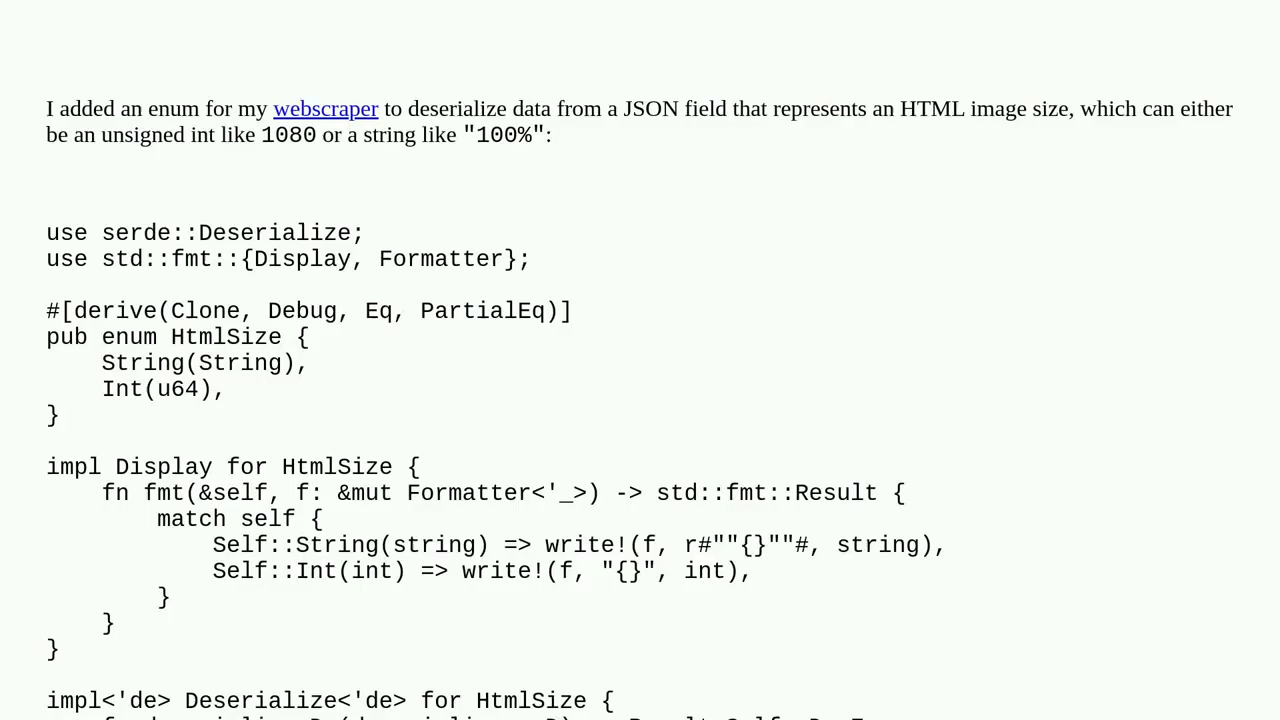 I added an enum for my webscraper to deserialize data from a JSON field that represents an HTML image size, which can either
be an unsigned int like 1080 or a string like "100%":
use serde::Deserialize;
use std::fmt::{Display, Formatter};
#[derive(Clone, Debug, Eq, PartialEq)]
pub enum HtmlSize {
    String(String),
    Int(u64),
}
impl Display for HtmlSize {
    fn fmt(&self, f: &mut Formatter<'_>) -> std::fmt::Result {
        match self {
            Self::String(string) => write!(f, r#""{}""#, string),
            Self::Int(int) => write!(f, "{}", int),
        }
    }
}
impl<'de> Deserialize<'de> for HtmlSize {